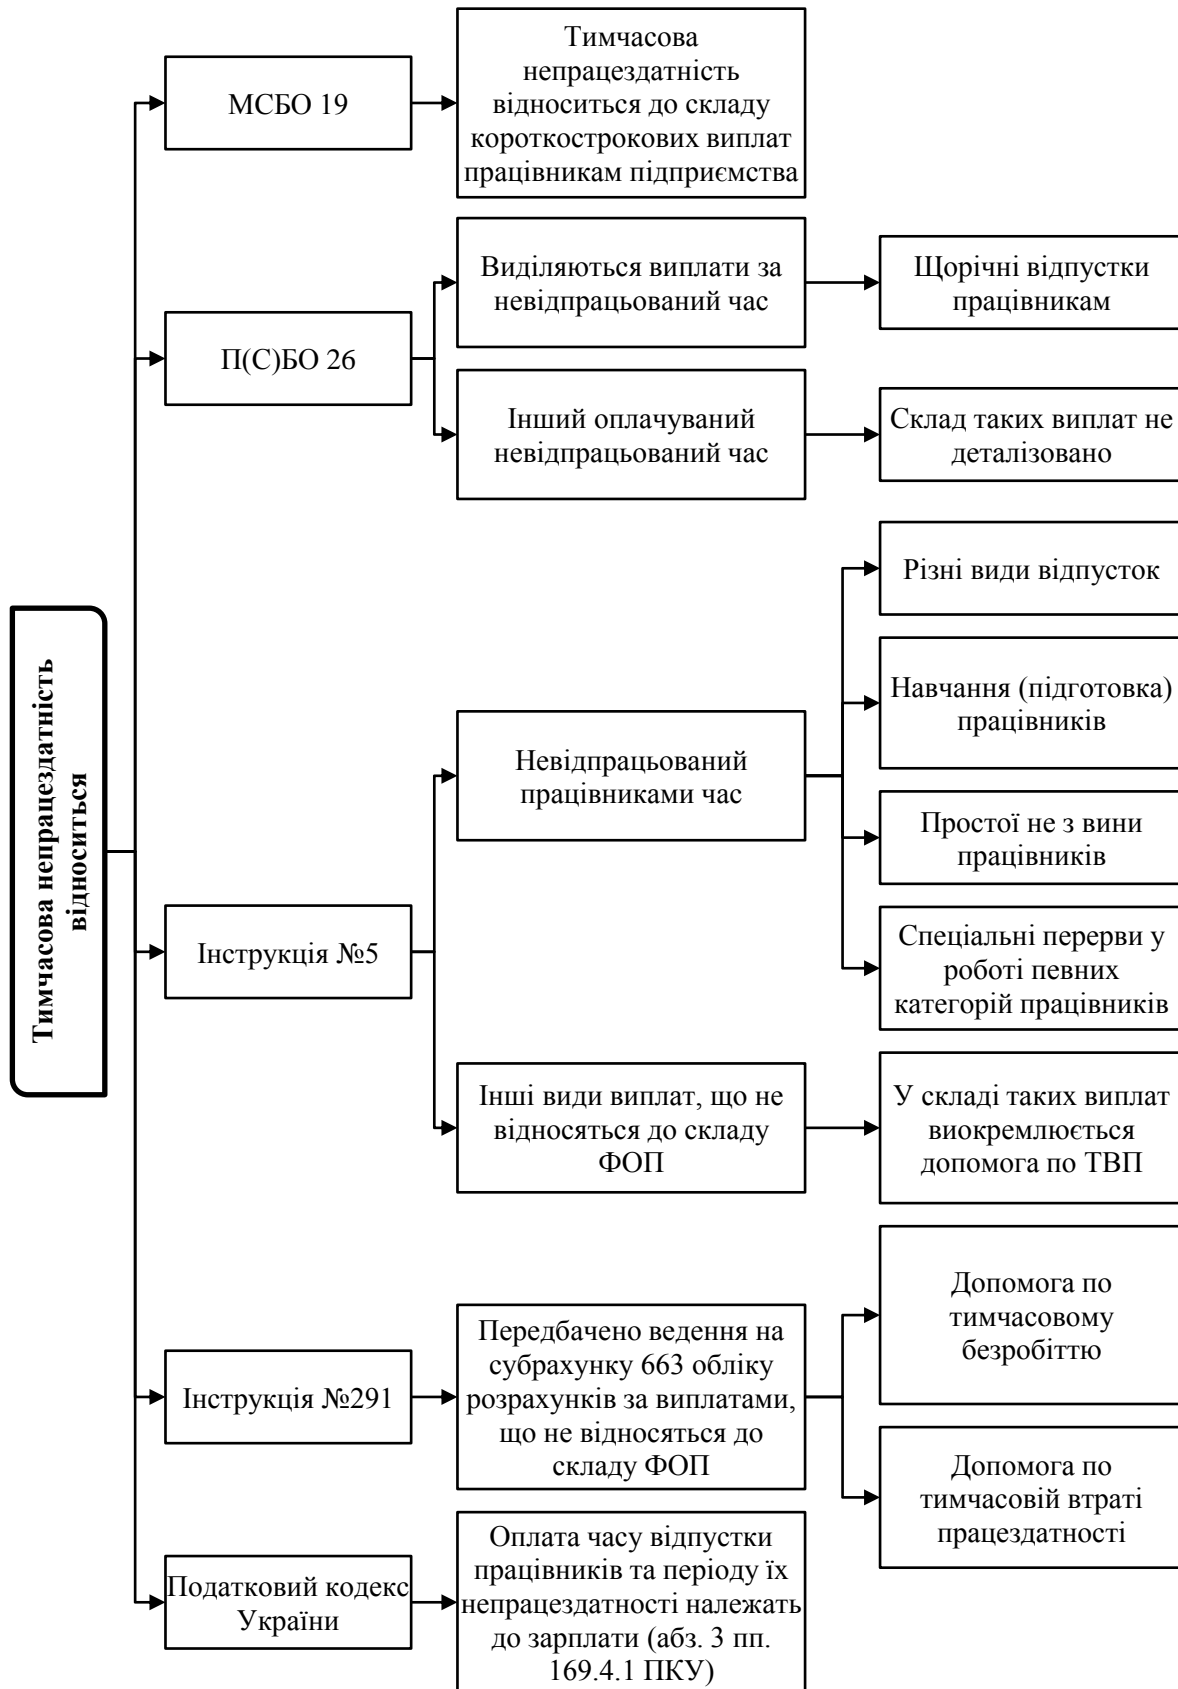 Тимчасова непрацездатність
відноситься
МСБО 19
Тимчасова
непрацездатність
відноситься до складу
короткострокових виплат
працівникам підприємства
П(С)БО 26
Виділяються виплати за
невідпрацьований час
Щорічні відпустки
працівникам
Інший оплачуваний
невідпрацьований час
Склад таких виплат не
деталізовано
Інструкція №5
Невідпрацьований
працівниками час
Різні види відпусток
Навчання (підготовка)
працівників
Простої не з вини
працівників
Спеціальні перерви у
роботі певних
категорій працівників
Інші види виплат, що не
відносяться до складу
ФОП
У складі таких виплат
виокремлюється
допомога по ТВП
Інструкція №291
Передбачено ведення на
субрахунку 663 обліку
розрахунків за виплатами,
що не відносяться до
складу ФОП
Допомога по
тимчасовому
безробіттю
Допомога по
тимчасовій втраті
працездатності
Податковий кодекс
України
Оплата часу відпустки
працівників та періоду їх
непрацездатності належать
до зарплати (абз. 3 пп.
169.4.1 ПКУ)